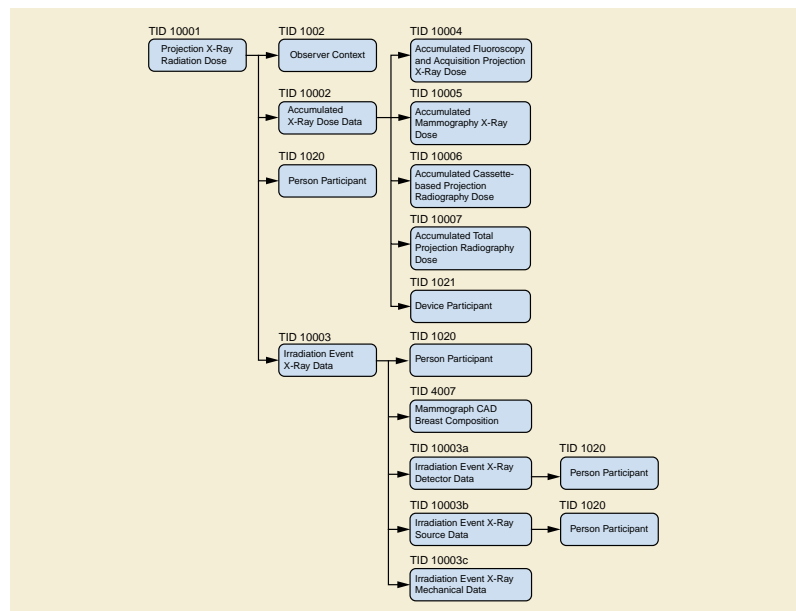 TID 10001
Projection X-Ray
Radiation Dose
TID 1002
Observer Context
TID 10002
Accumulated
X-Ray Dose Data
TID 1020
Person Participant
TID 10003
Irradiation Event
X-Ray Data
TID 10004
Accumulated Fluoroscopy
and Acquisition Projection
X-Ray Dose
TID 10005
Accumulated
Mammography X-Ray
Dose
TID 10006
Accumulated Cassette-
based Projection
Radiography Dose
TID 10007
Accumulated Total
Projection Radiography
Dose
TID 1021
Device Participant
TID 1020
Person Participant
TID 4007
Mammograph CAD
Breast Composition
TID 10003a
Irradiation Event X-Ray
Detector Data
TID 1020
Person Participant
TID 10003b
Irradiation Event X-Ray
Source Data
TID 1020
Person Participant
TID 10003c
Irradiation Event X-Ray
Mechanical Data